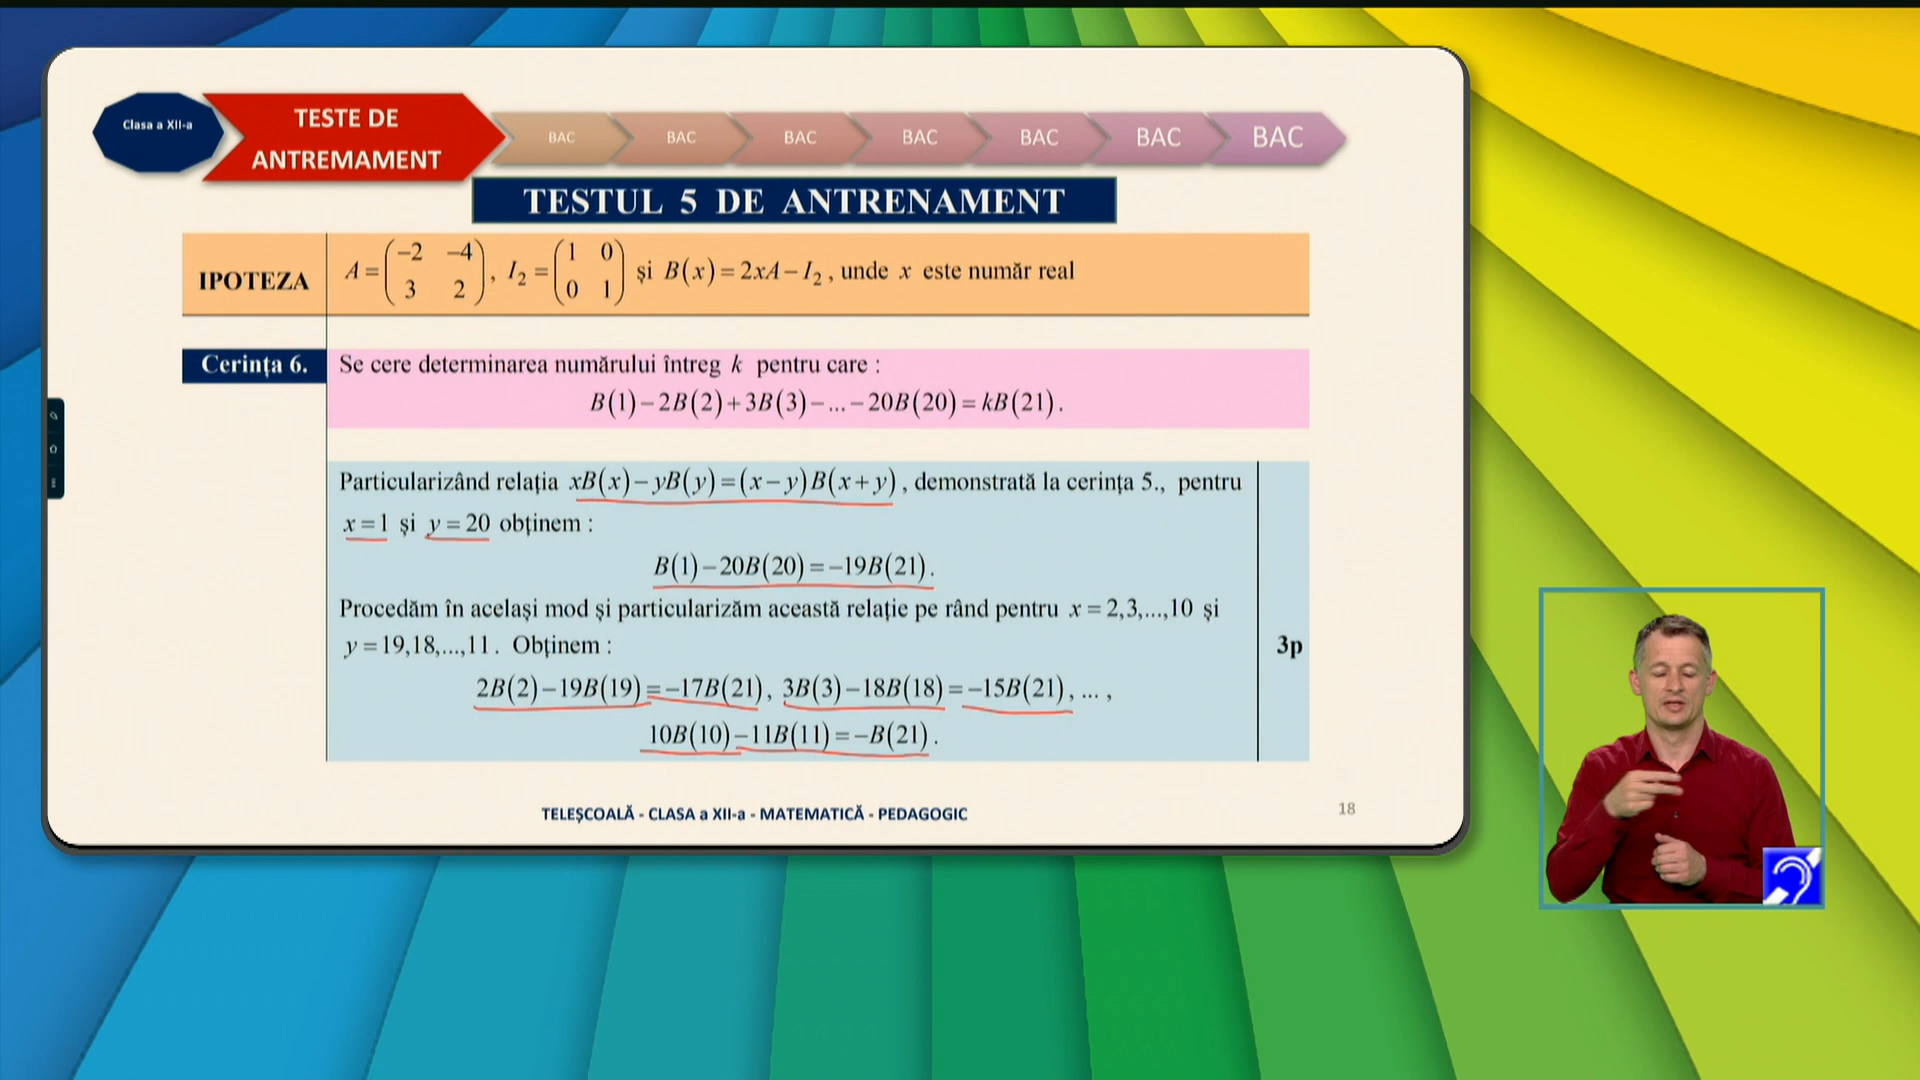 Clasa a XII-a
TESTE DE
ANTREMAMENT
BAC BAC BAC BAC BAC BAC BAC
TESTUL 5 DE ANTRENAMENT
IPOTEZA
A = (−2 −4; 3 2), I₂ = (1 0; 0 1) și B(x) = 2xA − I₂, unde x este număr real
Cerința 6.
Se cere determinarea numărului întreg k pentru care :
B(1) − 2B(2) + 3B(3) − ... − 20B(20) = kB(21).
Particularizând relația xB(x) − yB(y) = (x − y)B(x + y), demonstrată la cerința 5., pentru
x = 1 și y = 20 obținem :
B(1) − 20B(20) = −19B(21).
Procedăm în același mod și particularizăm această relație pe rând pentru x = 2,3,...,10 și
y = 19,18,...,11. Obținem :
2B(2) − 19B(19) = −17B(21), 3B(3) − 18B(18) = −15B(21), ... ,
10B(10) − 11B(11) = −B(21).
3p
TELEȘCOALĂ - CLASA a XII-a - MATEMATICĂ - PEDAGOGIC
18